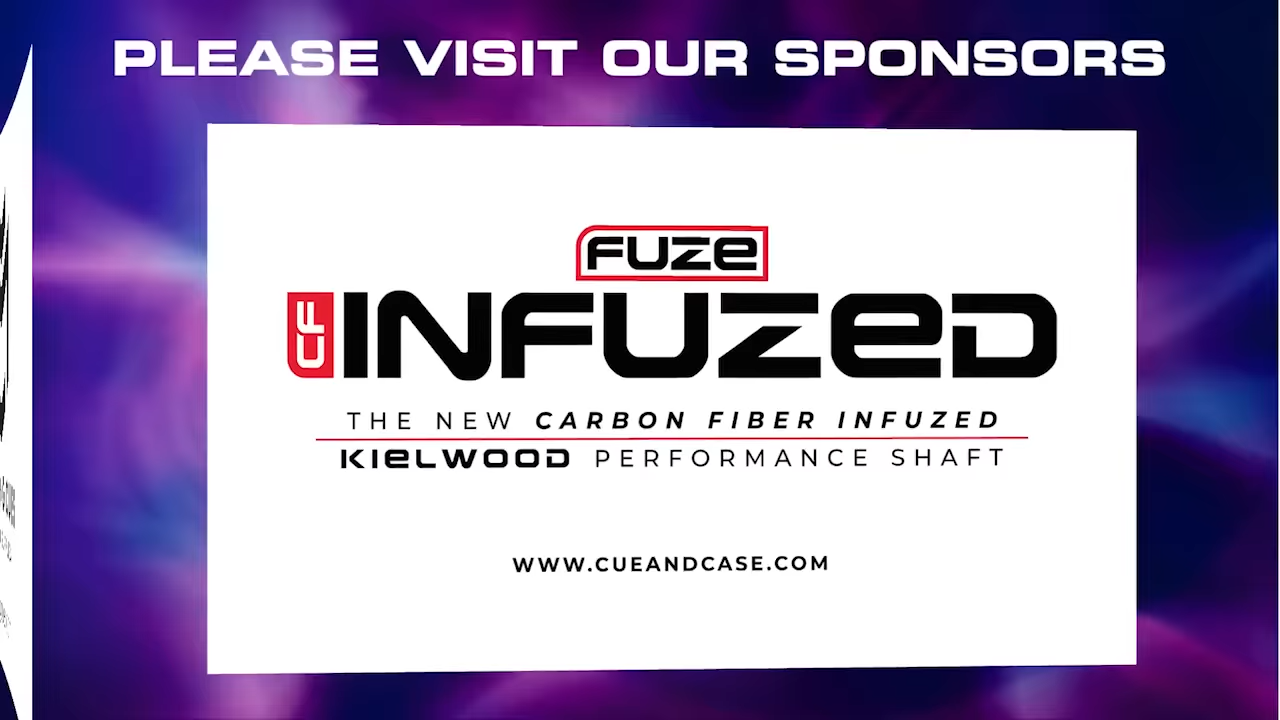 PLEASE VISIT OUR SPONSORS
FUZE
CF INFUZED
THE NEW CARBON FIBER INFUZED
KIELWOOD PERFORMANCE SHAFT
WWW.CUEANDCASE.COM